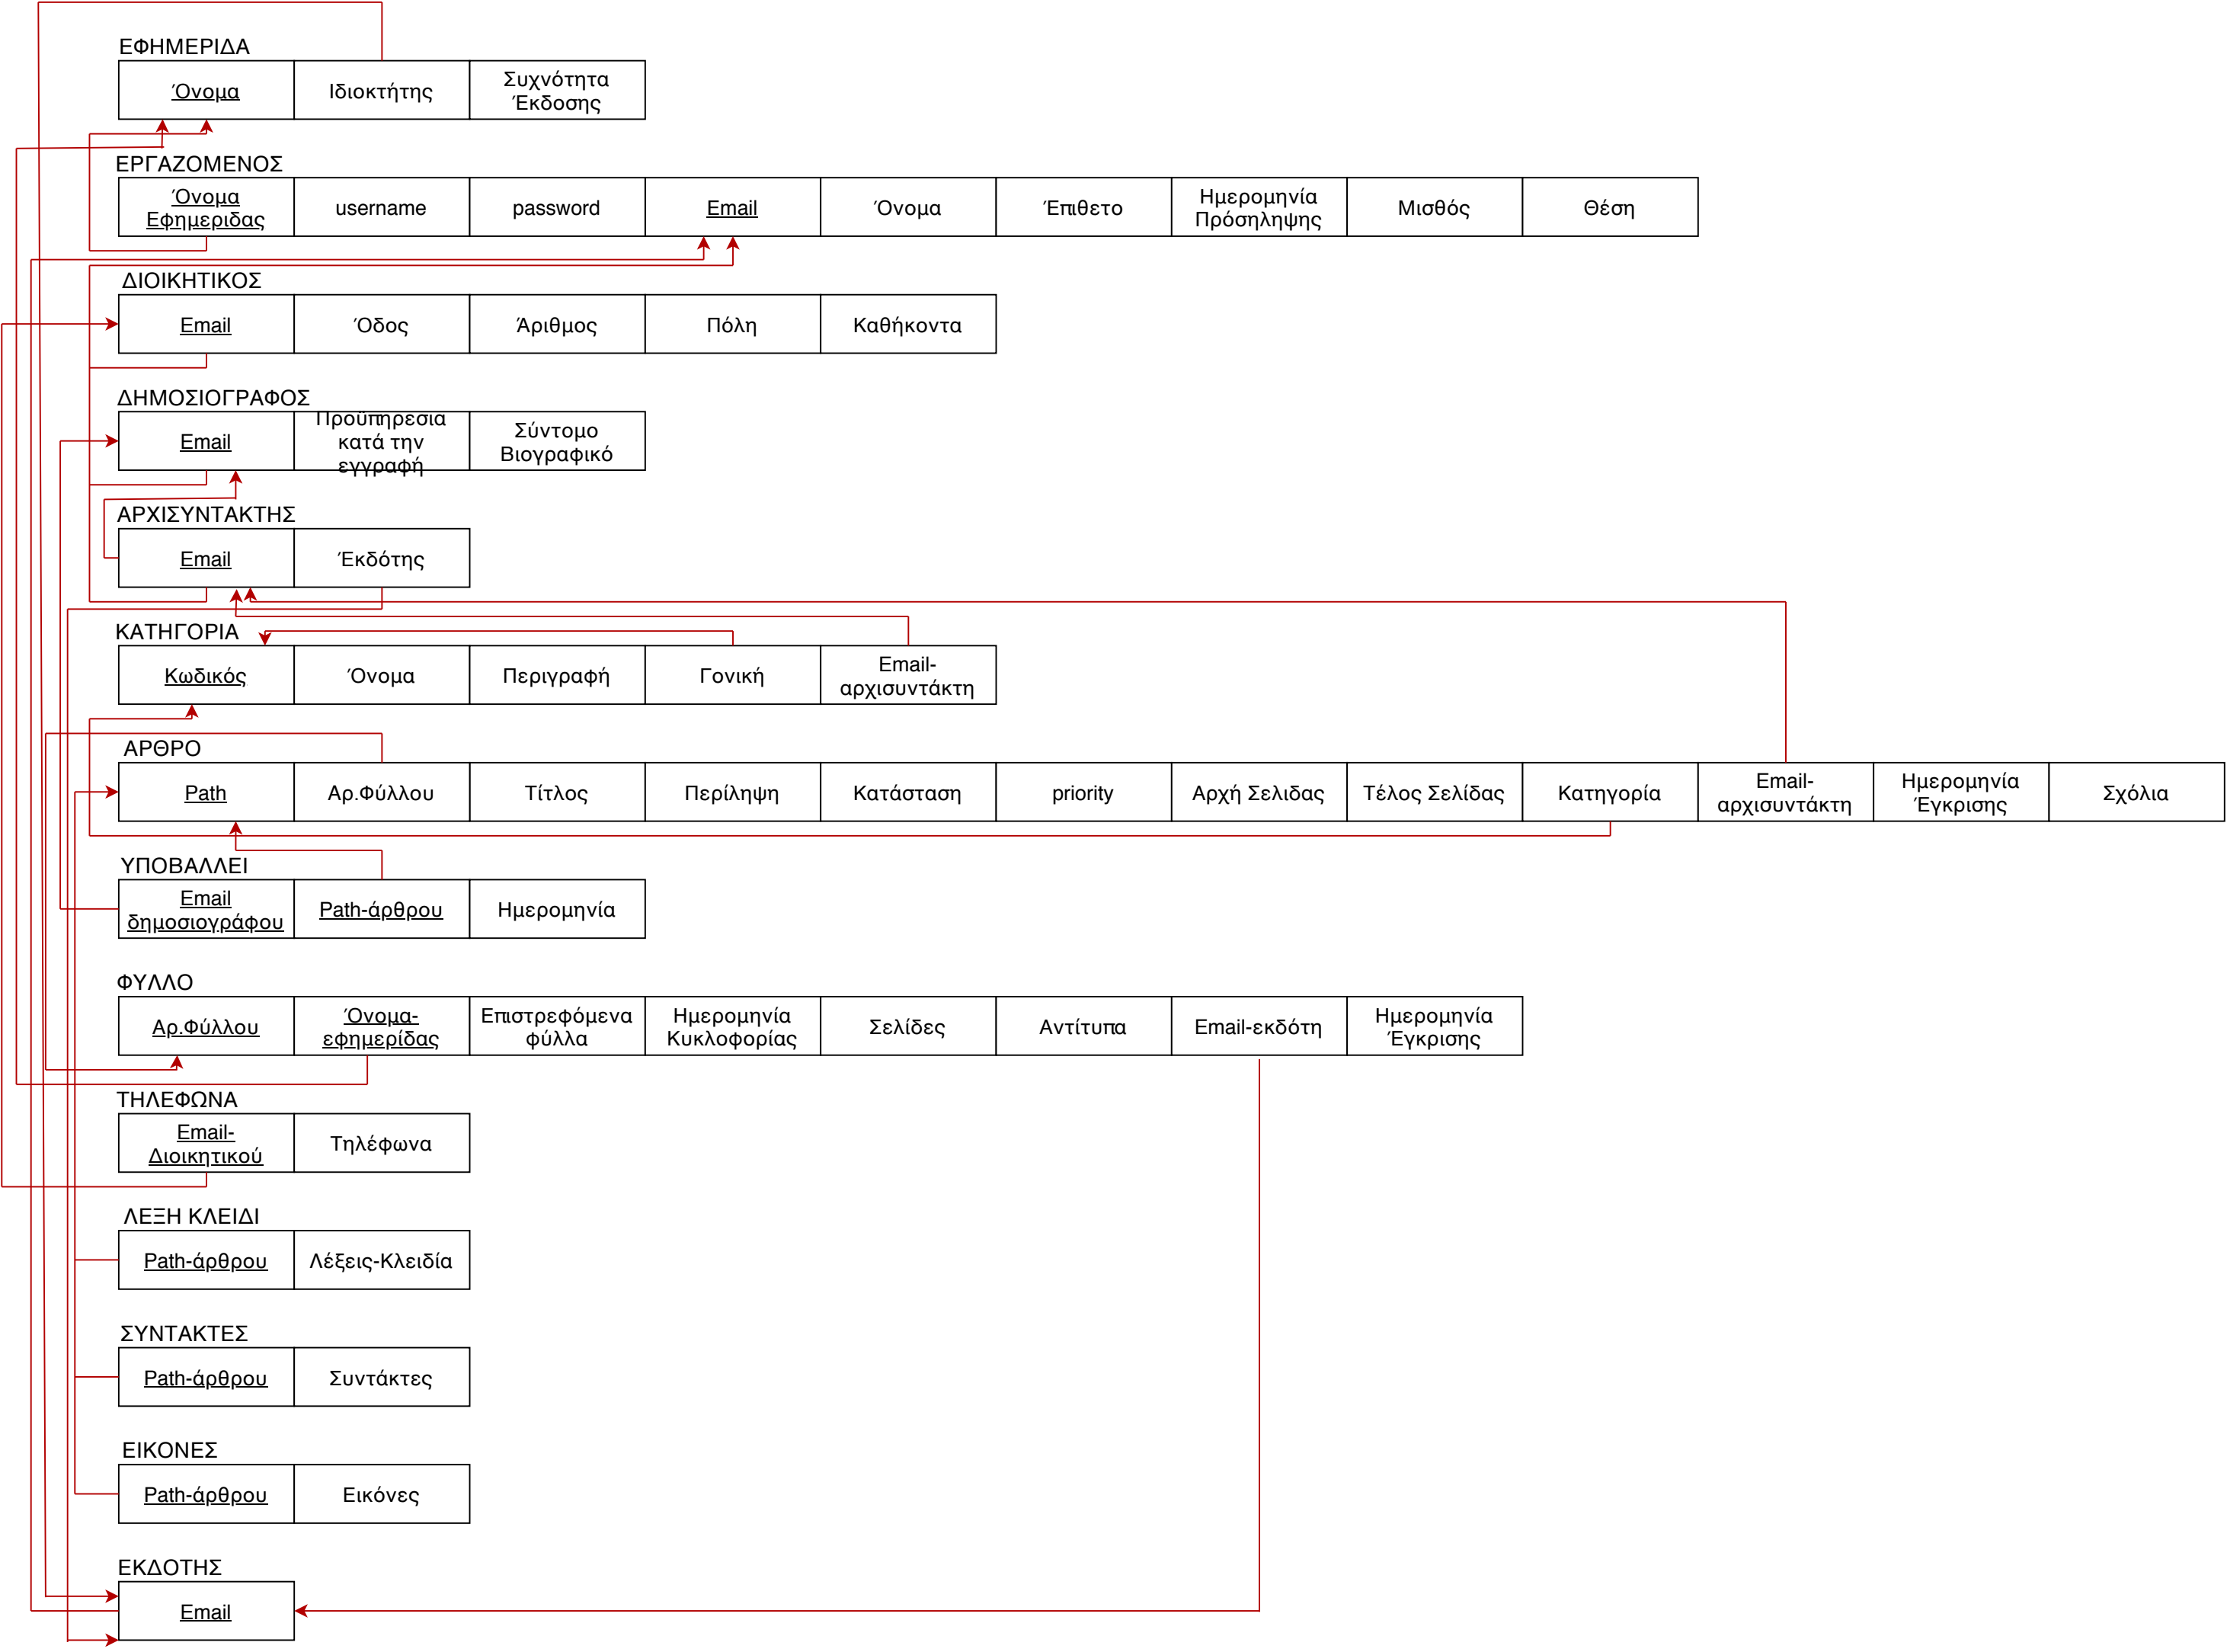 ΕΦΗΜΕΡΙΔΑ
Όνομα
Ιδιοκτήτης
Συχνότητα
Έκδοσης
ΕΡΓΑΖΟΜΕΝΟΣ
Όνομα
Εφημεριδας
username
password
Email
Όνομα
Έπιθετο
Ημερομηνία
Πρόσηληψης
Μισθός
Θέση
ΔΙΟΙΚΗΤΙΚΟΣ
Email
Όδος
Άριθμος
Πόλη
Καθήκοντα
ΔΗΜΟΣΙΟΓΡΑΦΟΣ
Email
Προϋπηρεσια
κατά την
εγγραφή
Σύντομο
Βιογραφικό
ΑΡΧΙΣΥΝΤΑΚΤΗΣ
Email
Έκδότης
ΚΑΤΗΓΟΡΙΑ
Κωδικός
Όνομα
Περιγραφή
Γονική
Email-
αρχισυντάκτη
ΑΡΘΡΟ
Path
Αρ.Φύλλου
Τίτλος
Περίληψη
Κατάσταση
priority
Αρχή Σελιδας
Τέλος Σελίδας
Κατηγορία
Email-
αρχισυντάκτη
Ημερομηνία
Έγκρισης
Σχόλια
ΥΠΟΒΑΛΛΕΙ
Email
δημοσιογράφου
Path-άρθρου
Ημερομηνία
ΦΥΛΛΟ
Αρ.Φύλλου
Όνομα-
εφημερίδας
Επιστρεφόμενα
φύλλα
Ημερομηνία
Κυκλοφορίας
Σελίδες
Αντίτυπα
Email-εκδότη
Ημερομηνία
Έγκρισης
ΤΗΛΕΦΩΝΑ
Email-
Διοικητικού
Τηλέφωνα
ΛΕΞΗ ΚΛΕΙΔΙ
Path-άρθρου
Λέξεις-Κλειδία
ΣΥΝΤΑΚΤΕΣ
Path-άρθρου
Συντάκτες
ΕΙΚΟΝΕΣ
Path-άρθρου
Εικόνες
ΕΚΔΟΤΗΣ
Email